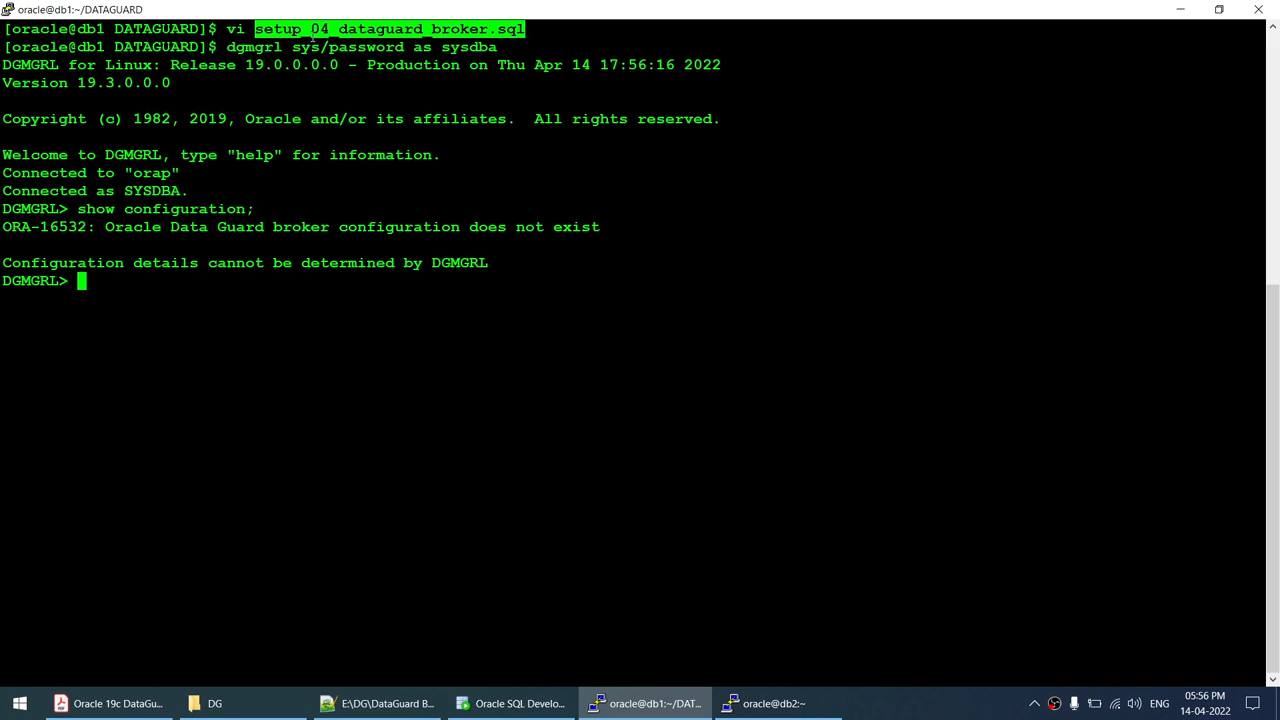 oracle@db1:~/DATAGUARD
[oracle@db1 DATAGUARD]$ vi setup_04_dataguard_broker.sql
[oracle@db1 DATAGUARD]$ dgmgrl sys/password as sysdba
DGMGRL for Linux: Release 19.0.0.0.0 - Production on Thu Apr 14 17:56:16 2022
Version 19.3.0.0.0
Copyright (c) 1982, 2019, Oracle and/or its affiliates.  All rights reserved.
Welcome to DGMGRL, type "help" for information.
Connected to "orap"
Connected as SYSDBA.
DGMGRL> show configuration;
ORA-16532: Oracle Data Guard broker configuration does not exist
Configuration details cannot be determined by DGMGRL
DGMGRL>
Oracle 19c DataGu...
DG
E:\DG\DataGuard B...
Oracle SQL Develo...
oracle@db1:~/DAT...
oracle@db2:~
ENG
05:56 PM
14-04-2022